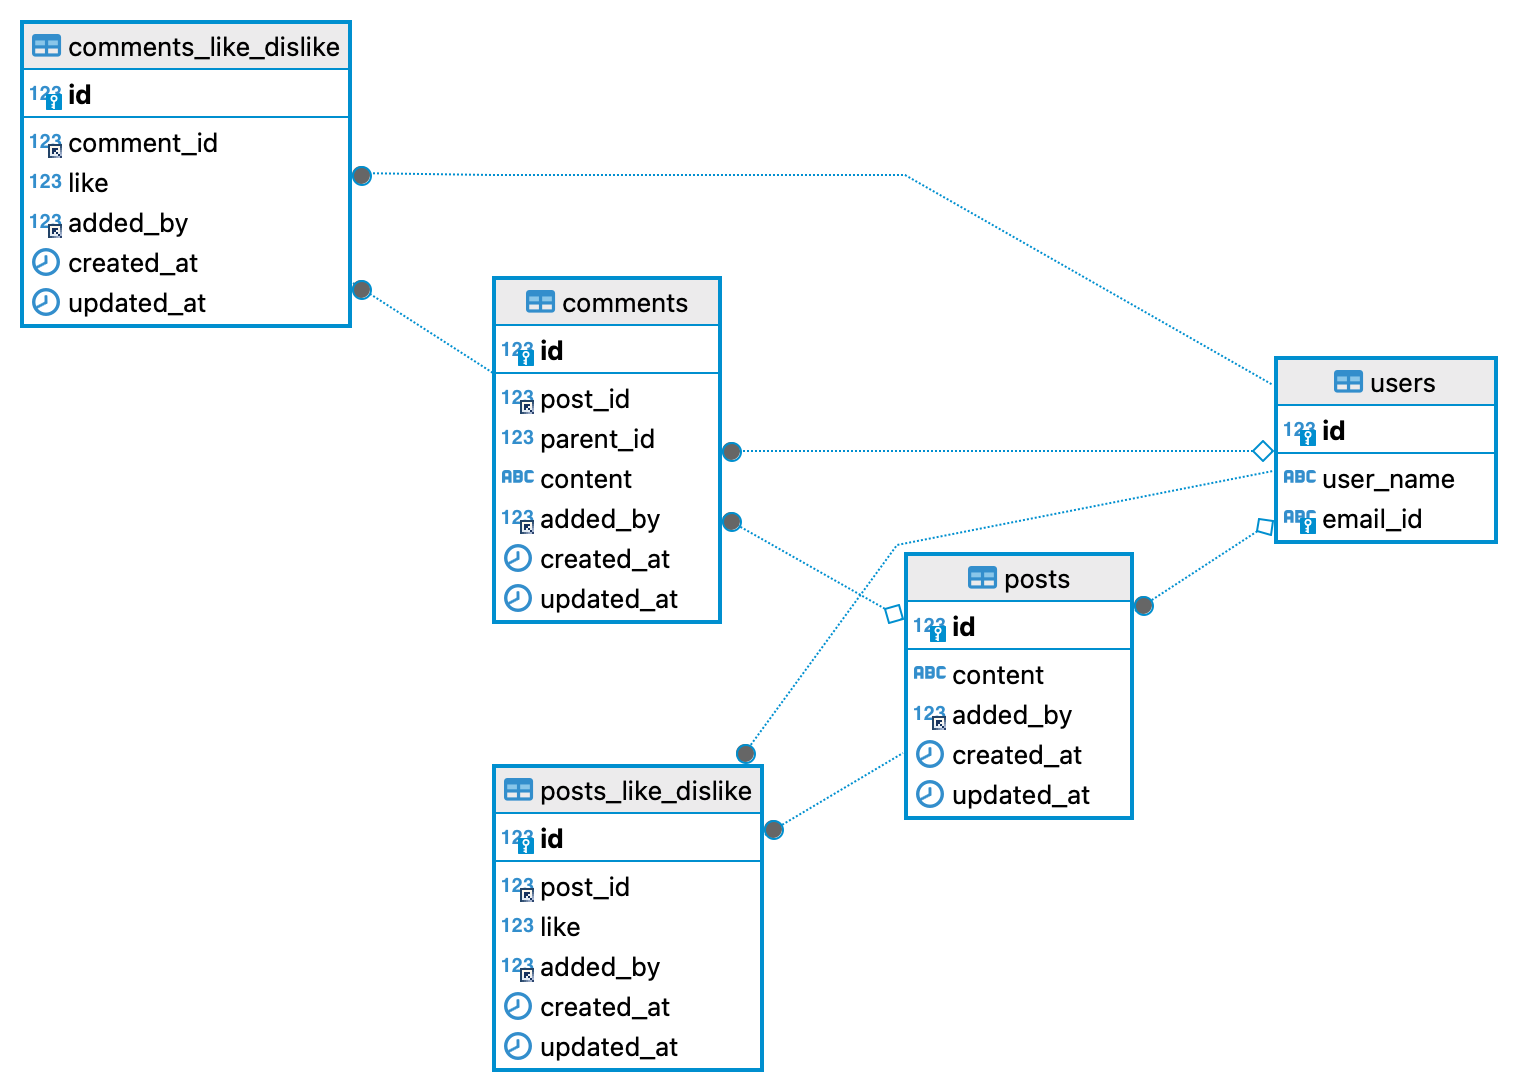 comments_like_dislike
123 id
123 comment_id
123 like
123 added_by
created_at
updated_at
comments
123 id
123 post_id
123 parent_id
ABC content
123 added_by
created_at
updated_at
users
123 id
ABC user_name
ABC email_id
posts
123 id
ABC content
123 added_by
created_at
updated_at
posts_like_dislike
123 id
123 post_id
123 like
123 added_by
created_at
updated_at